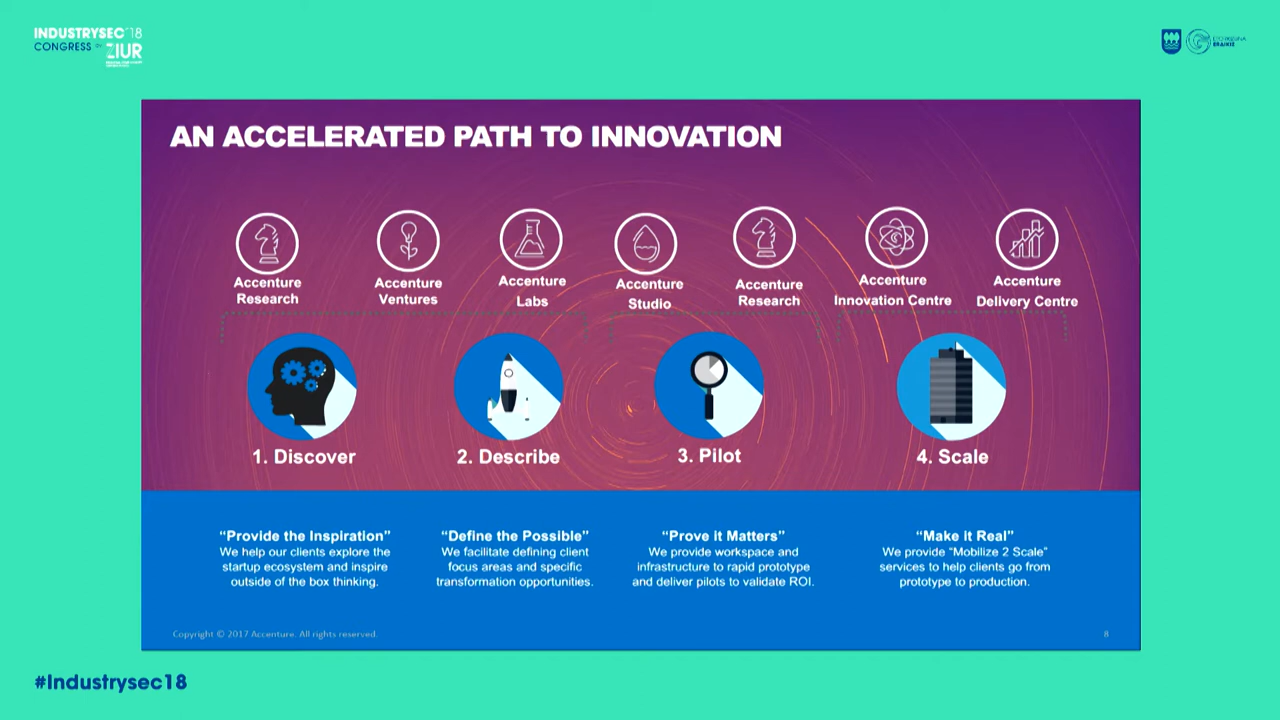 INDUSTRYSEC'18
CONGRESS BY ZIUR
AN ACCELERATED PATH TO INNOVATION
Accenture
Research
Accenture
Ventures
Accenture
Labs
Accenture
Studio
Accenture
Research
Accenture
Innovation Centre
Accenture
Delivery Centre
1. Discover
2. Describe
3. Pilot
4. Scale
“Provide the Inspiration”
We help our clients explore the
startup ecosystem and inspire
outside of the box thinking.
“Define the Possible”
We facilitate defining client
focus areas and specific
transformation opportunities.
“Prove it Matters”
We provide workspace and
infrastructure to rapid prototype
and deliver pilots to validate ROI.
“Make it Real”
We provide “Mobilize 2 Scale”
services to help clients go from
prototype to production.
Copyright © 2017 Accenture. All rights reserved.
8
#Industrysec18